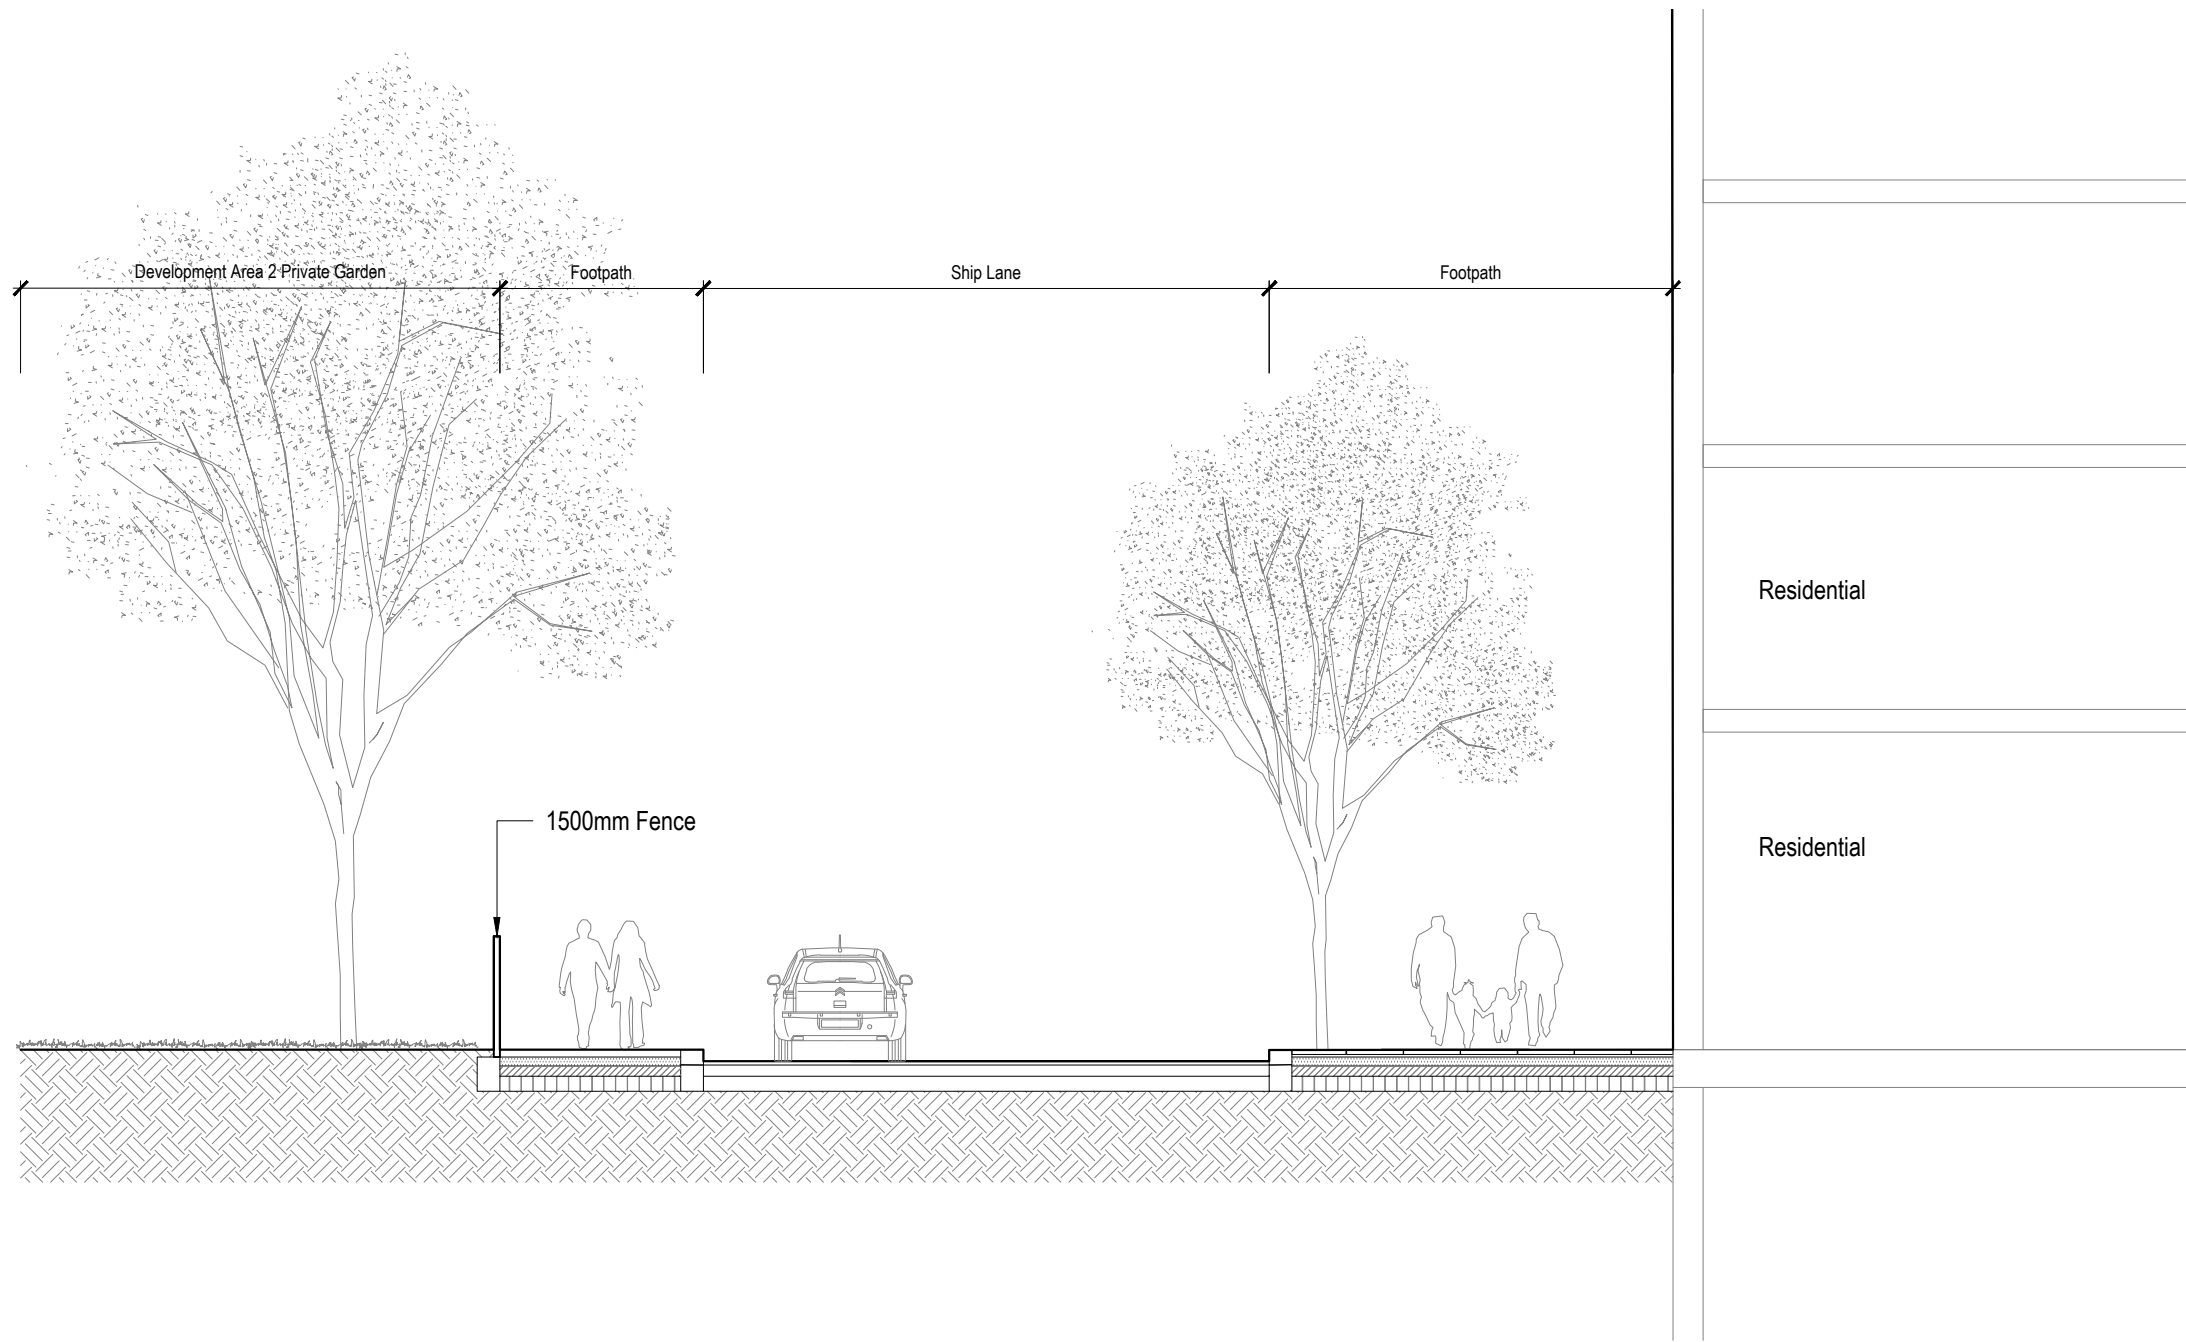 Development Area 2 Private Garden
Footpath
Ship Lane
Footpath
Residential
1500mm Fence
Residential